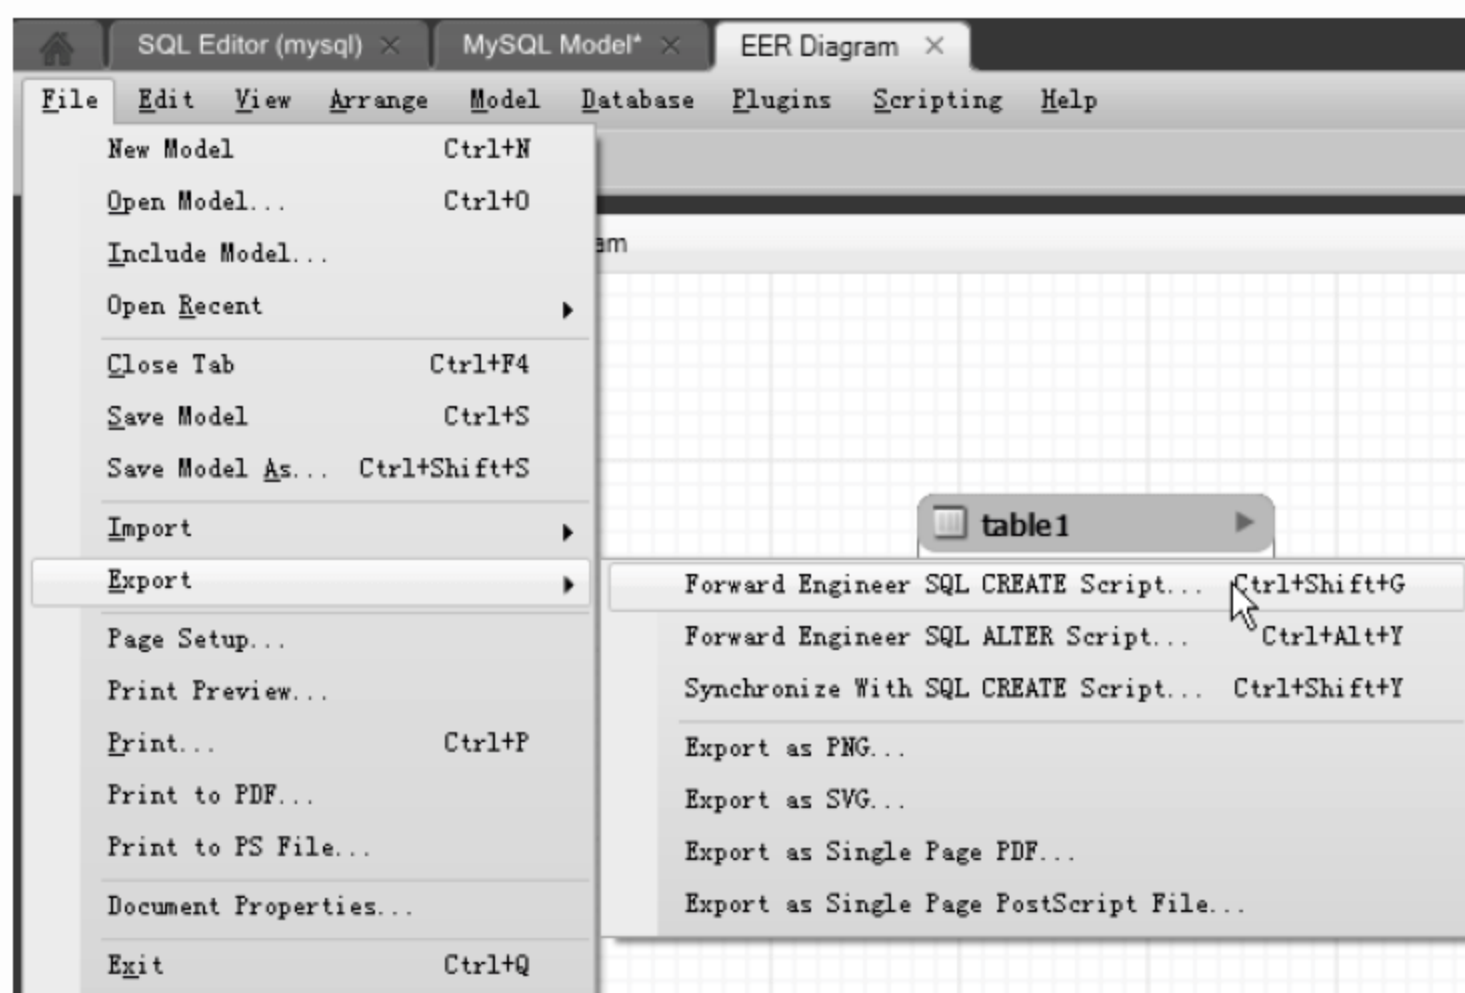 SQL Editor (mysql)
MySQL Model*
EER Diagram
File Edit View Arrange Model Database Plugins Scripting Help
New Model Ctrl+N
Open Model... Ctrl+O
Include Model...
Open Recent
Close Tab Ctrl+F4
Save Model Ctrl+S
Save Model As... Ctrl+Shift+S
Import
Export
Page Setup...
Print Preview...
Print... Ctrl+P
Print to PDF...
Print to PS File...
Document Properties...
Exit Ctrl+Q
am
table1
Forward Engineer SQL CREATE Script... Ctrl+Shift+G
Forward Engineer SQL ALTER Script... Ctrl+Alt+Y
Synchronize With SQL CREATE Script... Ctrl+Shift+Y
Export as PNG...
Export as SVG...
Export as Single Page PDF...
Export as Single Page PostScript File...